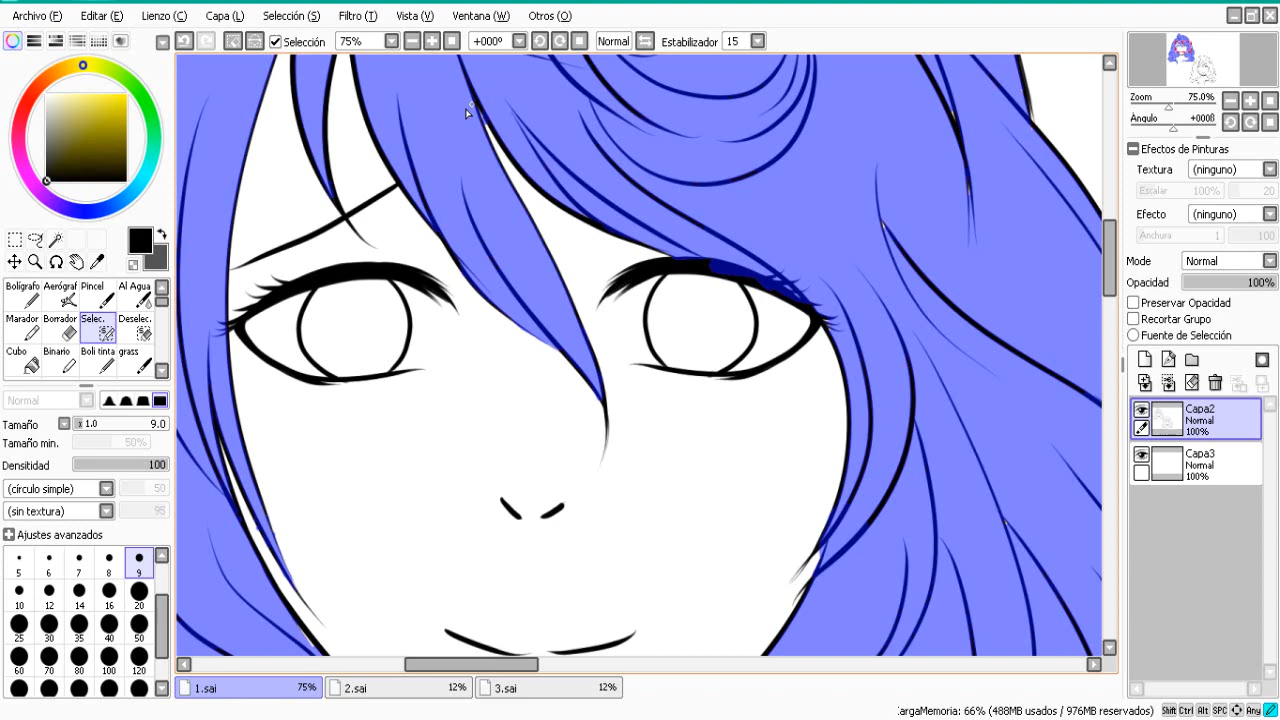 Archivo (F) Editar (E) Lienzo (C) Capa (L) Selección (S) Filtro (T) Vista (V) Ventana (W) Otros (O)
Selección 75% +000º Normal Estabilizador 15
Zoom 75.0%
Ángulo +000º
Efectos de Pinturas
Textura (ninguno)
Escalar 100% 20
Efecto (ninguno)
Anchura 1 100
Modo Normal
Opacidad 100%
Preservar Opacidad
Recortar Grupo
Fuente de Selección
Capa2
Normal
100%
Capa3
Normal
100%
Bolígrafo Aerógraf Pincel Al Agua
Marador Borrador Selec. Deselec.
Cubo Binario Boli tinta grass
Normal
Tamaño x 1.0 9.0
Tamaño min. 50%
Densitidad 100
(círculo simple) 50
(sin textura) 95
Ajustes avanzados
5 6 7 8 9
10 12 14 16 20
25 30 35 40 50
60 70 80 100 120
1.sai 75% 2.sai 12% 3.sai 12%
argaMemoria: 66% (488MB usados / 976MB reservados) Shift Ctrl Alt SPC Any